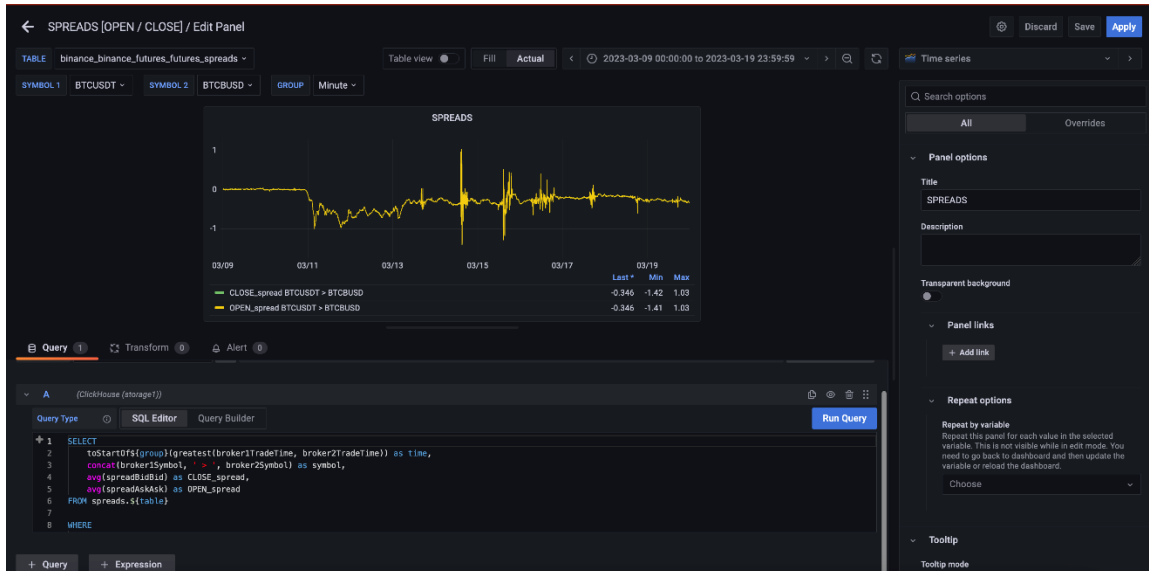 SPREADS [OPEN / CLOSE] / Edit Panel
Discard Save Apply
TABLE binance_binance_futures_futures_spreads
Table view Fill Actual 2023-03-09 00:00:00 to 2023-03-19 23:59:59
Time series
SYMBOL 1 BTCUSDT SYMBOL 2 BTCBUSD GROUP Minute
SPREADS
1
0
-1
03/09 03/11 03/13 03/15 03/17 03/19
Last * Min Max
CLOSE_spread BTCUSDT > BTCBUSD -0.346 -1.42 1.03
OPEN_spread BTCUSDT > BTCBUSD -0.346 -1.41 1.03
Query 1 Transform 0 Alert 0
A (ClickHouse (storage1))
Query Type SQL Editor Query Builder Run Query
1 SELECT
2 toStartOf${group}(greatest(broker1TradeTime, broker2TradeTime)) as time,
3 concat(broker1Symbol, ' > ', broker2Symbol) as symbol,
4 avg(spreadBidBid) as CLOSE_spread,
5 avg(spreadAskAsk) as OPEN_spread
6 FROM spreads.${table}
7
8 WHERE
+ Query + Expression
Search options
All Overrides
Panel options
Title
SPREADS
Description
Transparent background
Panel links
+ Add link
Repeat options
Repeat by variable
Repeat this panel for each value in the selected
variable. This is not visible while in edit mode. You
need to go back to dashboard and then update the
variable or reload the dashboard.
Choose
Tooltip
Tooltip mode